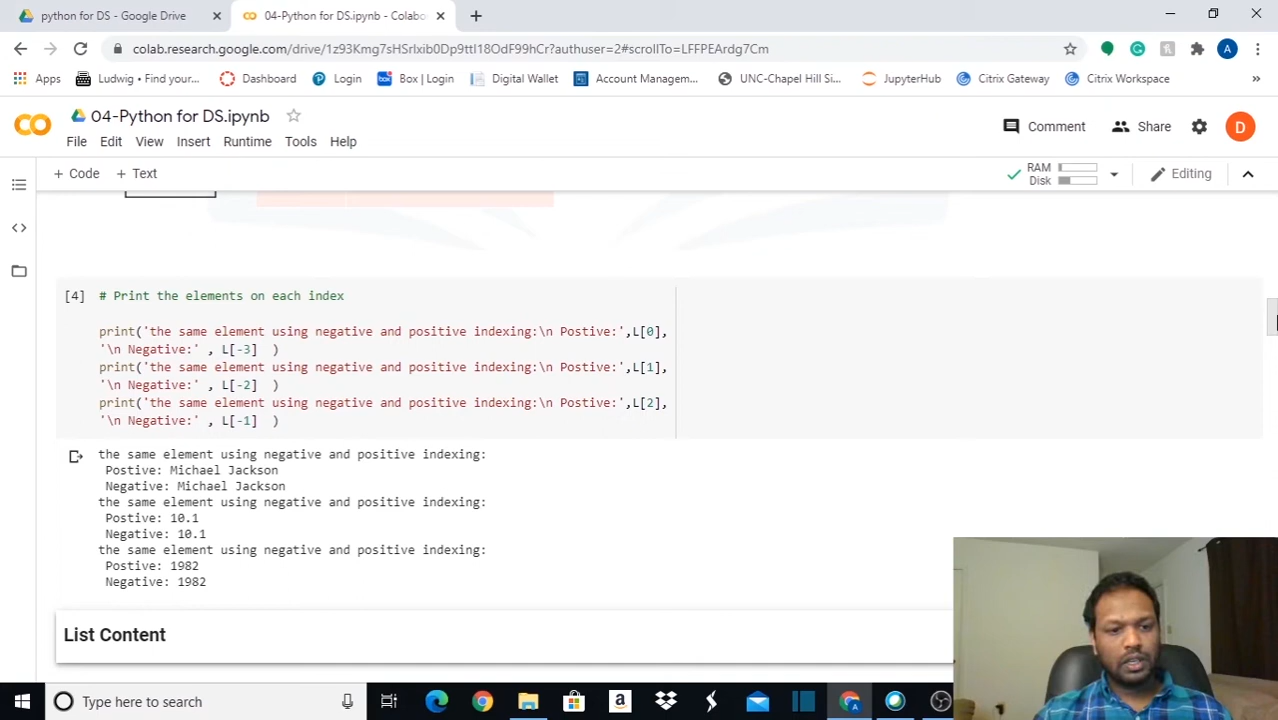 python for DS - Google Drive
04-Python for DS.ipynb - Colabo
colab.research.google.com/drive/1z93Kmg7sHSrlxib0Dp9ttI18OdF99hCr?authuser=2#scrollTo=LFFPEArdg7Cm
A
Apps
Ludwig • Find your...
Dashboard
Login
Box | Login
Digital Wallet
Account Managem...
UNC-Chapel Hill Si...
JupyterHub
Citrix Gateway
Citrix Workspace
»
CO
04-Python for DS.ipynb
File Edit View Insert Runtime Tools Help
Comment
Share
D
+ Code + Text
RAM
Disk
Editing
[4] # Print the elements on each index
print('the same element using negative and positive indexing:\n Postive:',L[0],
'\n Negative:' , L[-3] )
print('the same element using negative and positive indexing:\n Postive:',L[1],
'\n Negative:' , L[-2] )
print('the same element using negative and positive indexing:\n Postive:',L[2],
'\n Negative:' , L[-1] )
the same element using negative and positive indexing:
Postive: Michael Jackson
Negative: Michael Jackson
the same element using negative and positive indexing:
Postive: 10.1
Negative: 10.1
the same element using negative and positive indexing:
Postive: 1982
Negative: 1982
List Content
Type here to search